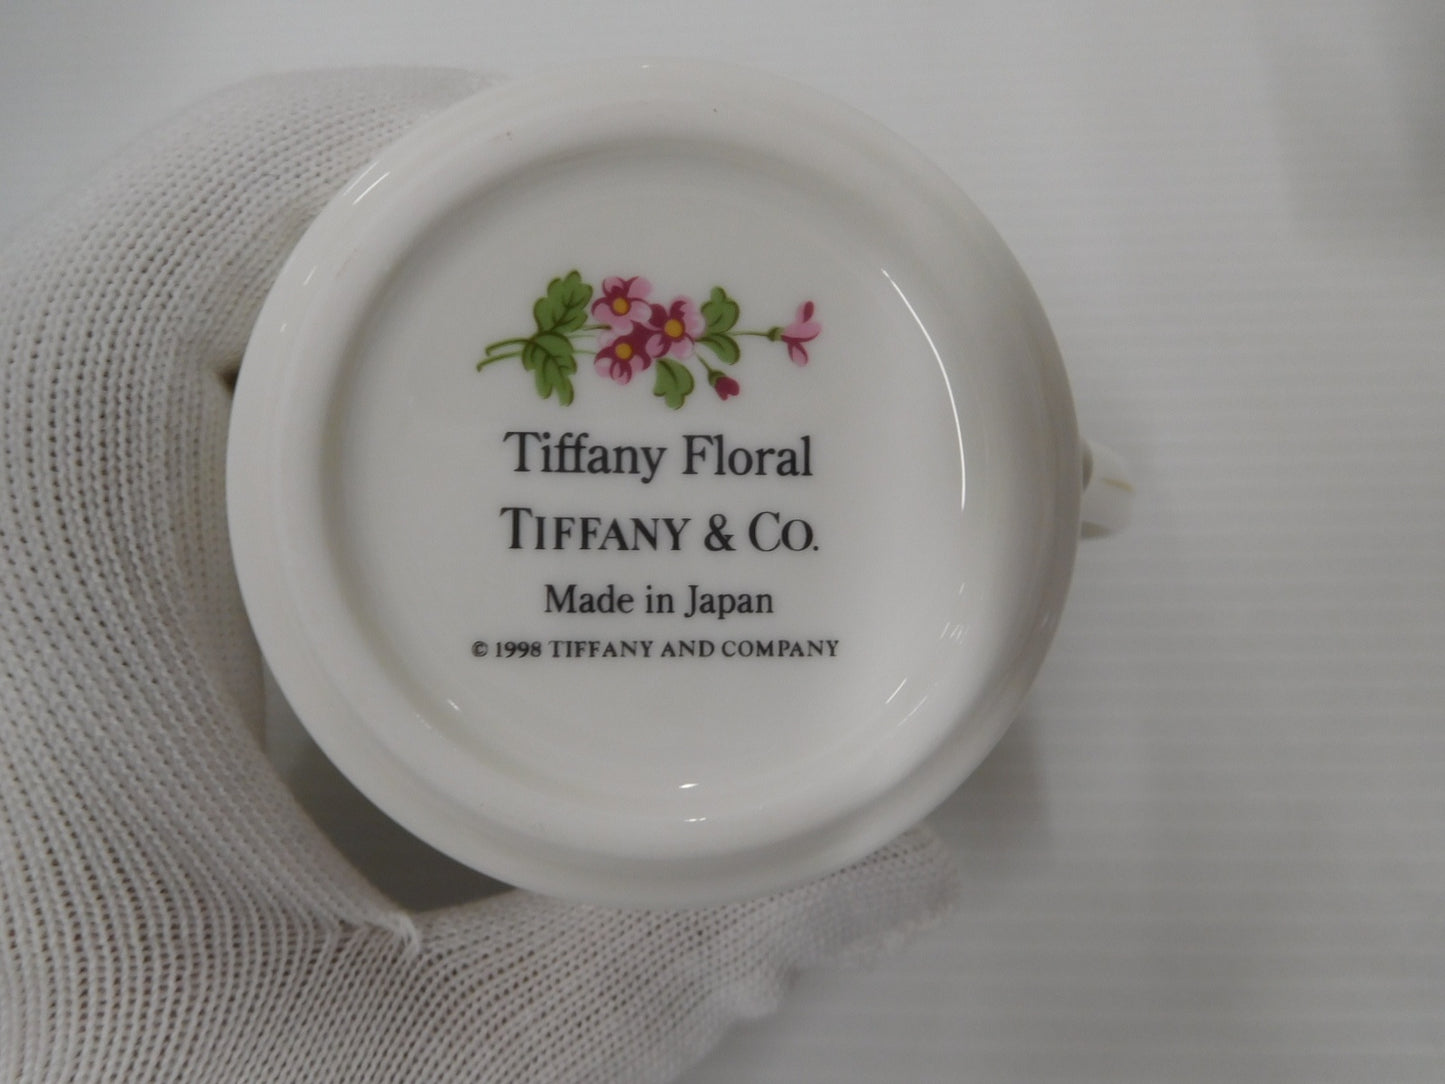 Tiffany Floral
TIFFANY & CO.
Made in Japan
© 1998 TIFFANY AND COMPANY